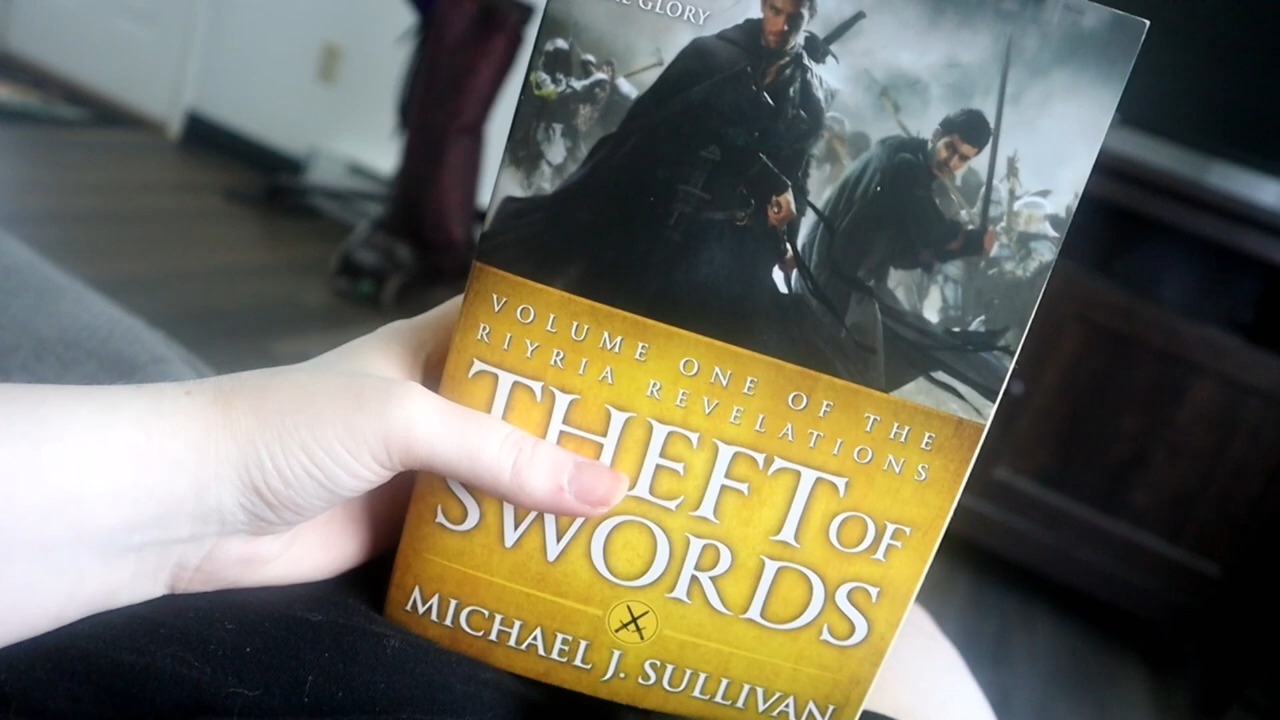 GLORY
VOLUME ONE OF THE
RIYRIA REVELATIONS
THEFT OF
SWORDS
MICHAEL J. SULLIVAN